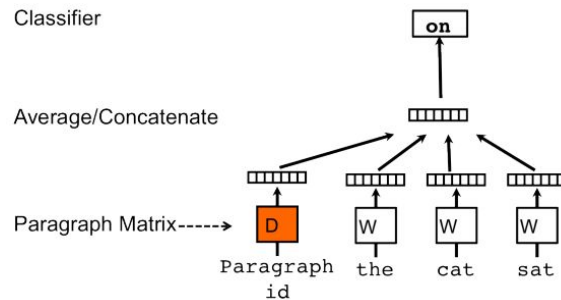 Classifier
on
Average/Concatenate
Paragraph Matrix
D W W W
Paragraph the cat sat
id